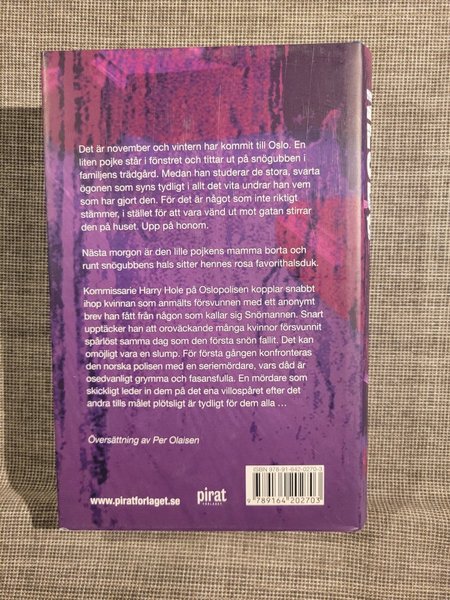 Det är november och vintern har kommit till Oslo. En
liten pojke står i fönstret och tittar ut på snögubben i
familjens trädgård. Medan han studerar de stora, svarta
ögonen som syns tydligt i allt det vita undrar han vem
som har gjort den. För det är något som inte riktigt
stämmer, i stället för att vara vänd ut mot gatan stirrar
den på huset. Upp på honom.
Nästa morgon är den lille pojkens mamma borta och
runt snögubbens hals sitter hennes rosa favorithalsduk.
Kommissarie Harry Hole på Oslopolisen kopplar snabbt
ihop kvinnan som anmälts försvunnen med ett anonymt
brev han fått från någon som kallar sig Snömannen. Snart
upptäcker han att oroväckande många kvinnor försvunnit
spårlöst samma dag som den första snön fallit. Det kan
omöjligt vara en slump. För första gången konfronteras
den norska polisen med en seriemördare, vars dåd är
osedvanligt grymma och fasansfulla. En mördare som
skickligt leder in dem på det ena villospåret efter det
andra tills målet plötsligt är tydligt för dem alla …
Översättning av Per Olaisen
www.piratforlaget.se
pirat
FÖRLAGET
ISBN 978-91-642-0270-3
9 789164 202703